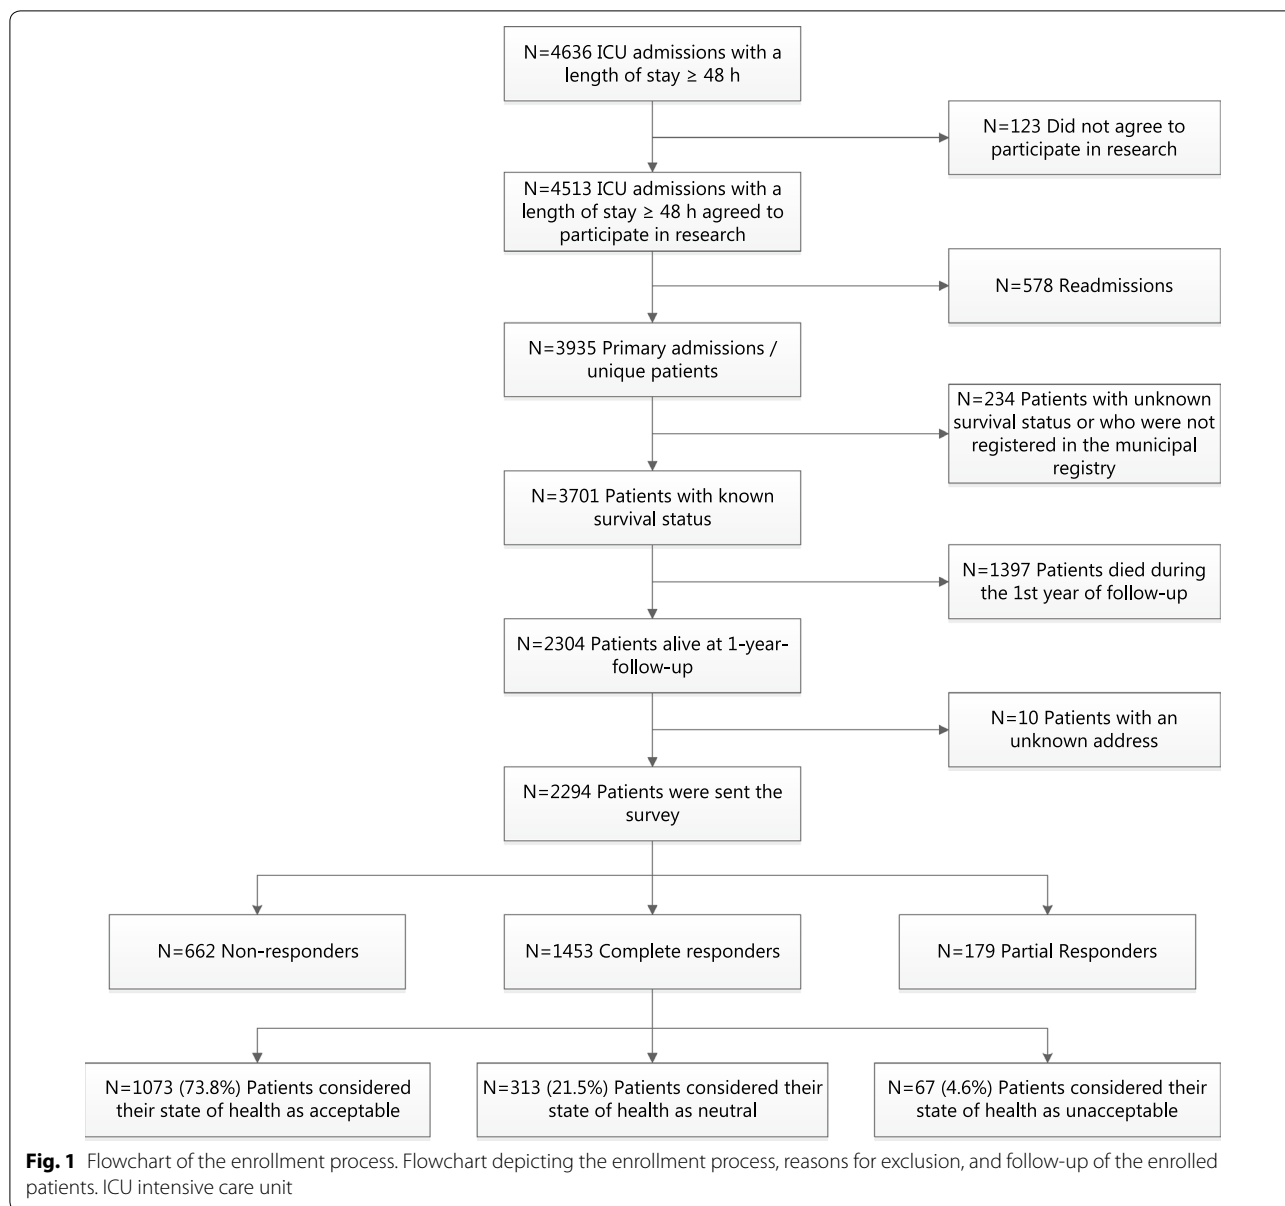 N=4636 ICU admissions with a
length of stay ≥ 48 h
N=123 Did not agree to
participate in research
N=4513 ICU admissions with a
length of stay ≥ 48 h agreed to
participate in research
N=578 Readmissions
N=3935 Primary admissions /
unique patients
N=234 Patients with unknown
survival status or who were not
registered in the municipal
registry
N=3701 Patients with known
survival status
N=1397 Patients died during
the 1st year of follow-up
N=2304 Patients alive at 1-year-
follow-up
N=10 Patients with an
unknown address
N=2294 Patients were sent the
survey
N=662 Non-responders
N=1453 Complete responders
N=179 Partial Responders
N=1073 (73.8%) Patients considered
their state of health as acceptable
N=313 (21.5%) Patients considered their
state of health as neutral
N=67 (4.6%) Patients considered their
state of health as unacceptable
Fig. 1 Flowchart of the enrollment process. Flowchart depicting the enrollment process, reasons for exclusion, and follow-up of the enrolled
patients. ICU intensive care unit